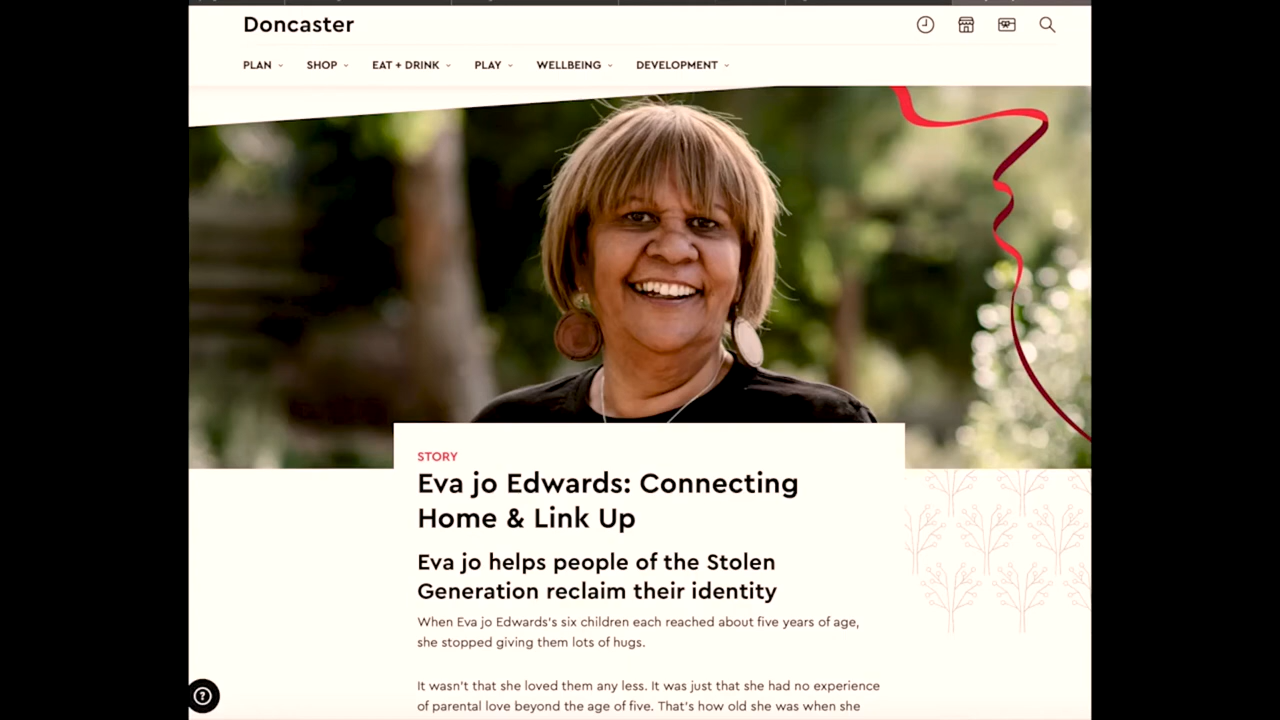 Doncaster
PLAN SHOP EAT + DRINK PLAY WELLBEING DEVELOPMENT
STORY
Eva jo Edwards: Connecting
Home & Link Up
Eva jo helps people of the Stolen
Generation reclaim their identity
When Eva jo Edwards's six children each reached about five years of age,
she stopped giving them lots of hugs.
It wasn't that she loved them any less. It was just that she had no experience
of parental love beyond the age of five. That's how old she was when she
?